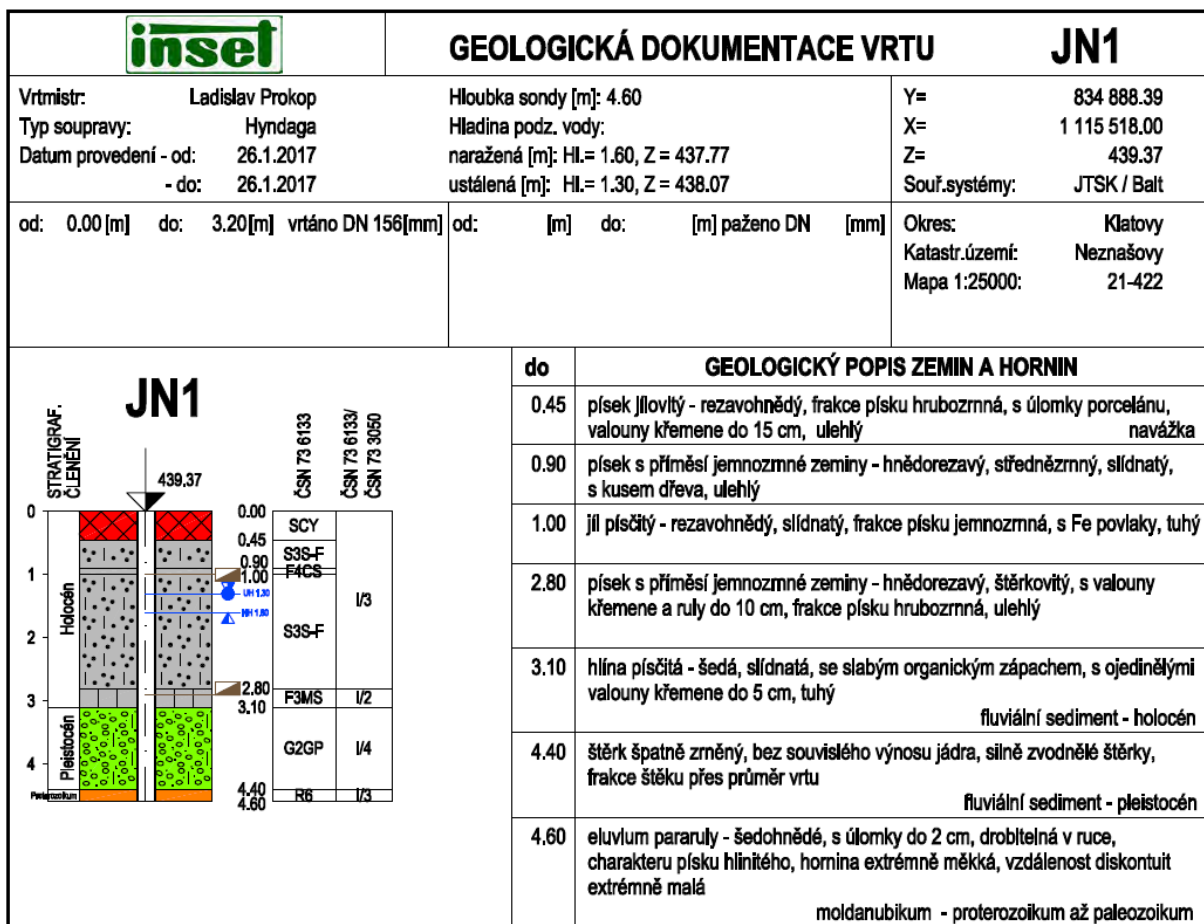 inset
GEOLOGICKÁ DOKUMENTACE VRTU
JN1
Vrtmistr: Ladislav Prokop
Typ soupravy: Hyndaga
Datum provedení - od: 26.1.2017
- do: 26.1.2017
Hloubka sondy [m]: 4.60
Hladina podz. vody:
naražená [m]: Hl.= 1.60, Z = 437.77
ustálená [m]: Hl.= 1.30, Z = 438.07
Y= 834 888.39
X= 1 115 518.00
Z= 439.37
Souř.systémy: JTSK / Balt
od: 0.00 [m] do: 3.20[m] vrtáno DN 156[mm]
od: [m] do: [m] paženo DN [mm]
Okres: Klatovy
Katastr.území: Neznašovy
Mapa 1:25000: 21-422
JN1
STRATIGRAF.
ČLENĚNÍ
439.37
ČSN 73 6133
ČSN 73 6133/
ČSN 73 3050
0
1
2
3
4
Holocén
Pleistocén
Proterozoikum
0.00
0.45
0.90
1.00
UH 1.30
NH 1.60
2.80
3.10
4.40
4.60
SCY
S3S-F
F4CS
S3S-F
F3MS
G2GP
R6
I/3
I/2
I/4
I/3
do GEOLOGICKÝ POPIS ZEMIN A HORNIN
0.45 písek jílovitý - rezavohnědý, frakce písku hrubozrnná, s úlomky porcelánu,
valouny křemene do 15 cm, ulehlý navážka
0.90 písek s příměsí jemnozrnné zeminy - hnědorezavý, střednězrnný, slídnatý,
s kusem dřeva, ulehlý
1.00 jíl písčitý - rezavohnědý, slídnatý, frakce písku jemnozrnná, s Fe povlaky, tuhý
2.80 písek s příměsí jemnozrnné zeminy - hnědorezavý, štěrkovitý, s valouny
křemene a ruly do 10 cm, frakce písku hrubozrnná, ulehlý
3.10 hlína písčitá - šedá, slídnatá, se slabým organickým zápachem, s ojedinělými
valouny křemene do 5 cm, tuhý
fluviální sediment - holocén
4.40 štěrk špatně zrněný, bez souvislého výnosu jádra, silně zvodnělé štěrky,
frakce štěku přes průměr vrtu
fluviální sediment - pleistocén
4.60 eluvium pararuly - šedohnědé, s úlomky do 2 cm, drobitelná v ruce,
charakteru písku hlinitého, hornina extrémně měkká, vzdálenost diskontuit
extrémně malá
moldanubikum - proterozoikum až paleozoikum